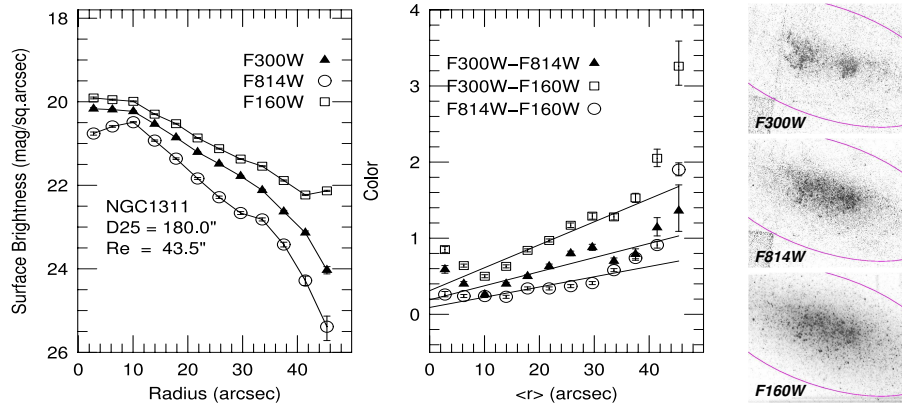 18
20
22
24
26
Surface Brightness (mag/sq.arcsec)
F300W
F814W
F160W
NGC1311
D25 = 180.0"
Re = 43.5"
0 10 20 30 40
Radius (arcsec)
4
3
2
1
0
Color
F300W−F814W
F300W−F160W
F814W−F160W
0 10 20 30 40
<r> (arcsec)
F300W
F814W
F160W